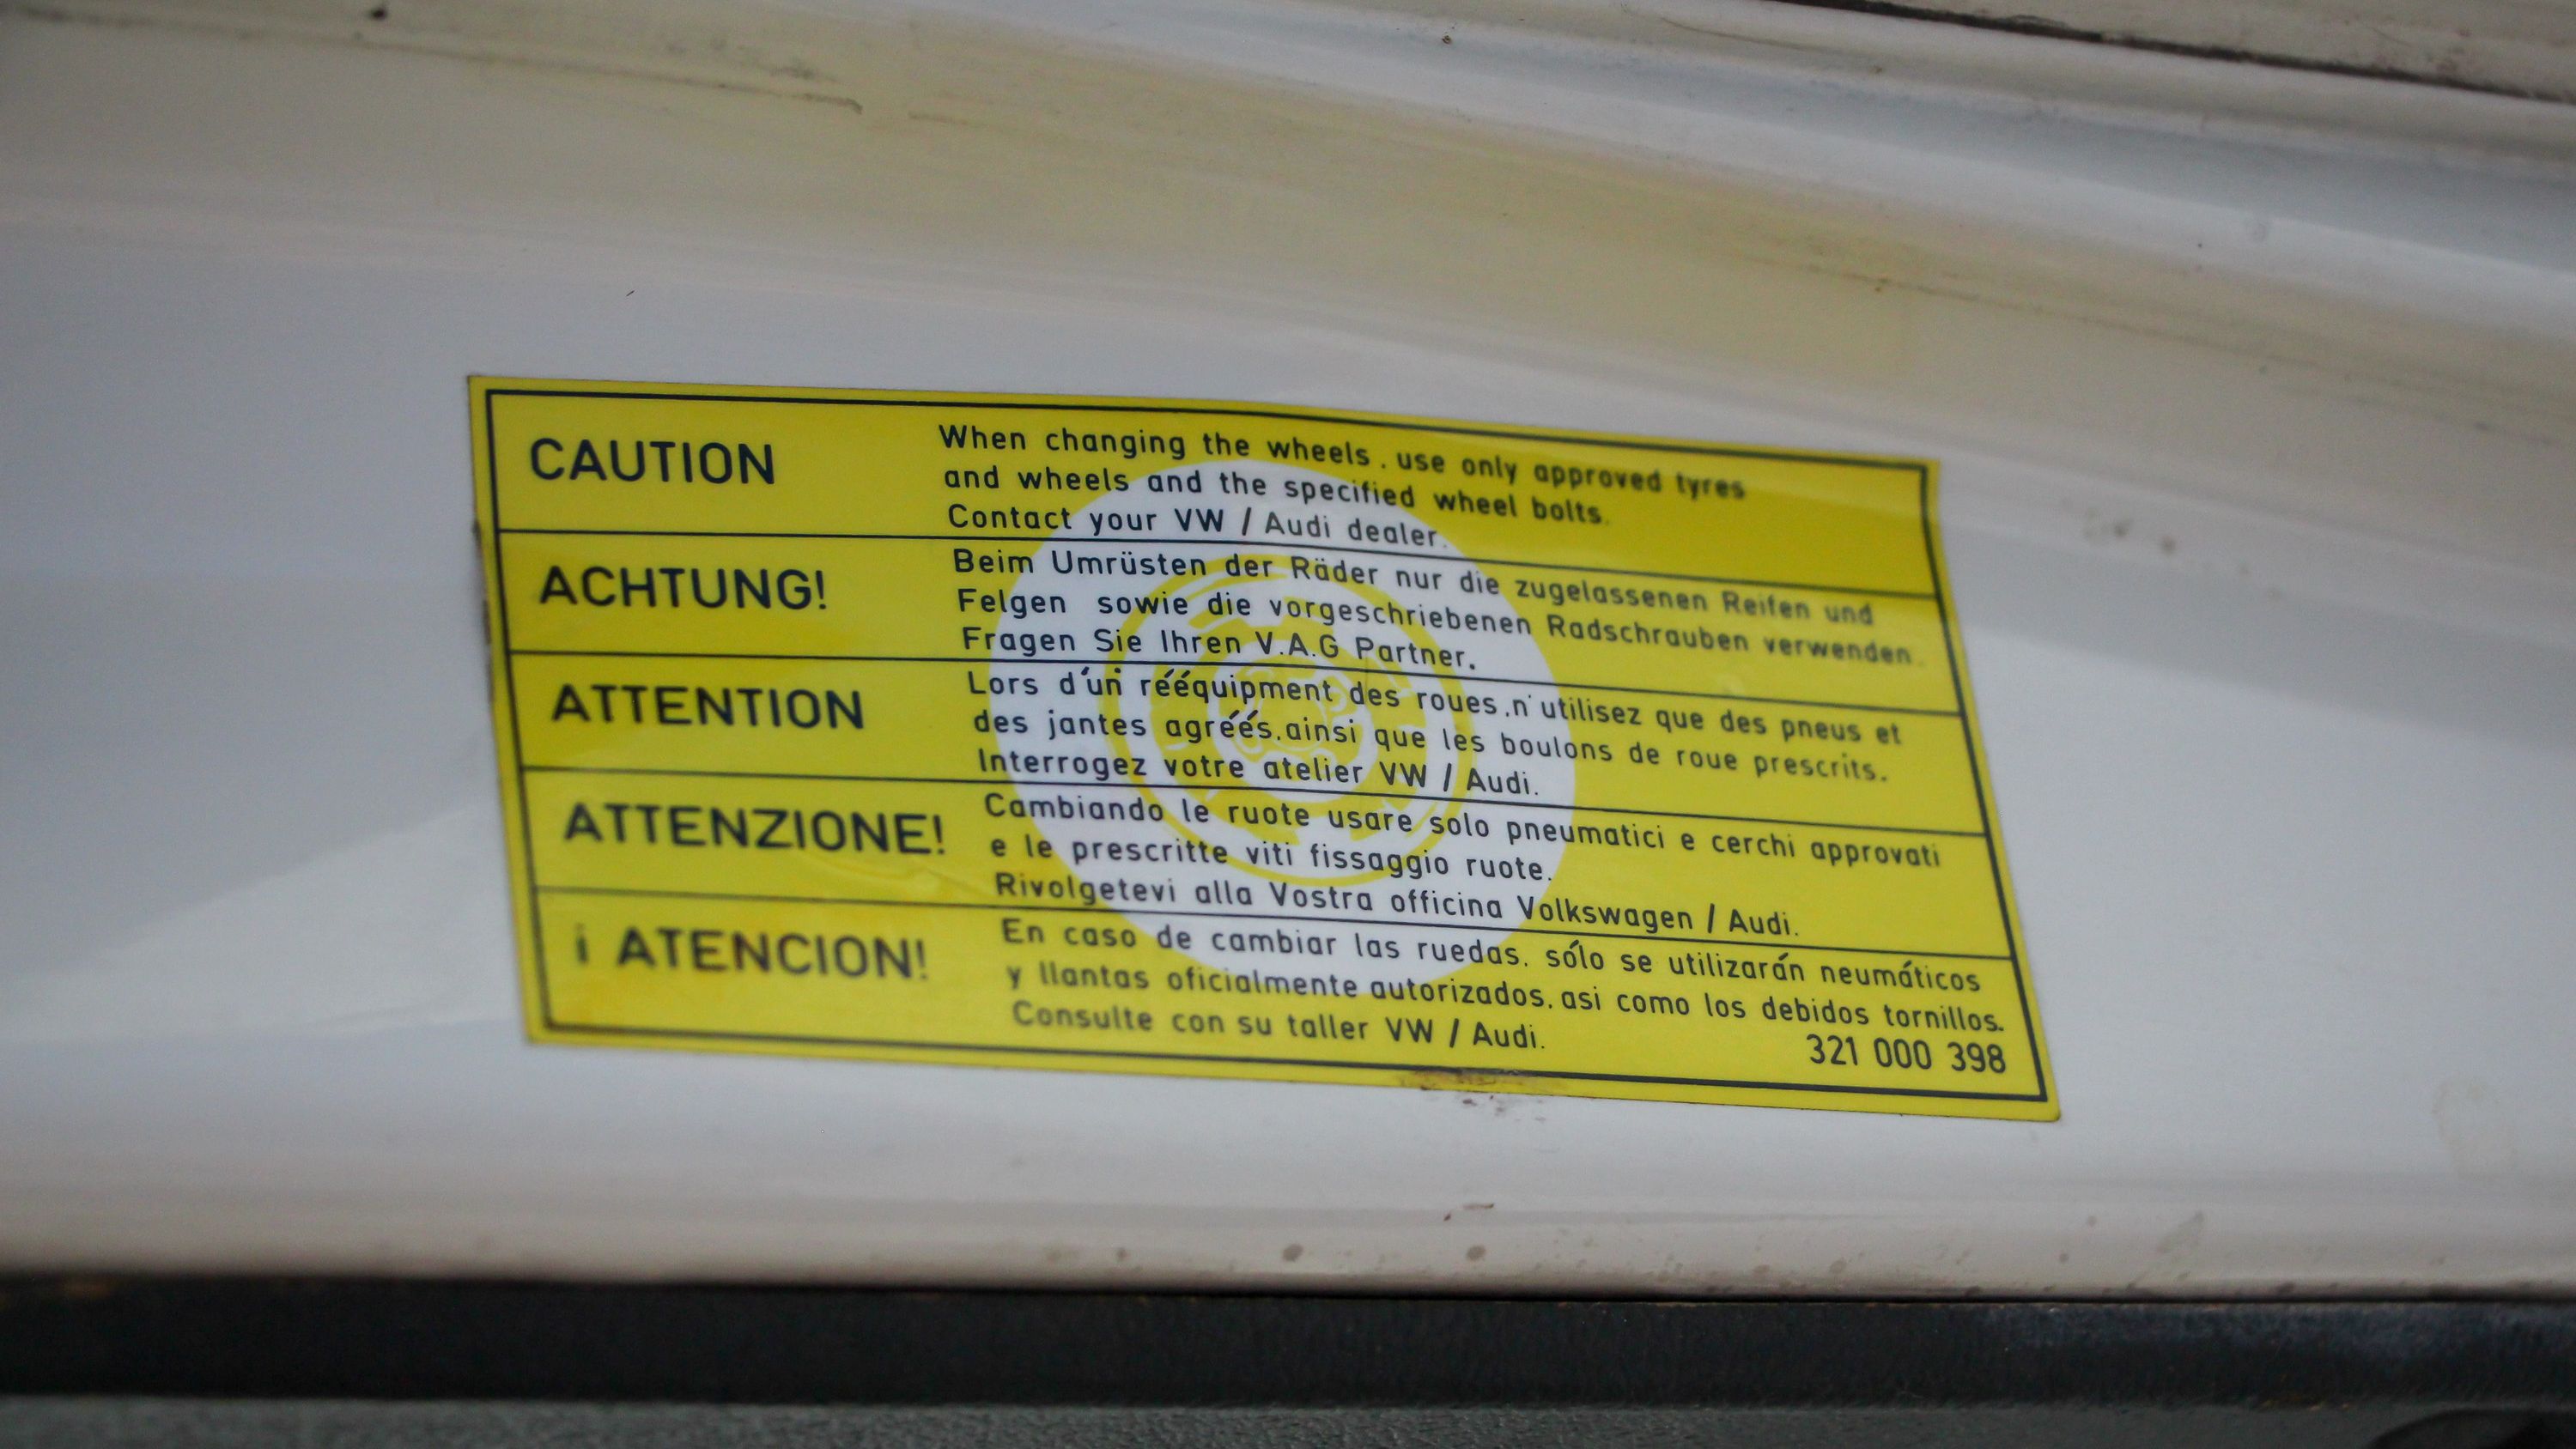 CAUTION
When changing the wheels, use only approved tyres
and wheels and the specified wheel bolts.
Contact your VW / Audi dealer.
ACHTUNG!
Beim Umrüsten der Räder nur die zugelassenen Reifen und
Felgen sowie die vorgeschriebenen Radschrauben verwenden.
Fragen Sie Ihren V.A.G Partner.
ATTENTION
Lors d'un rééquipment des roues, n'utilisez que des pneus et
des jantes agréés, ainsi que les boulons de roue prescrits.
Interrogez votre atelier VW / Audi.
ATTENZIONE!
Cambiando le ruote usare solo pneumatici e cerchi approvati
e le prescritte viti fissaggio ruote.
Rivolgetevi alla Vostra officina Volkswagen / Audi.
¡ ATENCION!
En caso de cambiar las ruedas, sólo se utilizarán neumáticos
y llantas oficialmente autorizados, asi como los debidos tornillos.
Consulte con su taller VW / Audi.
321 000 398